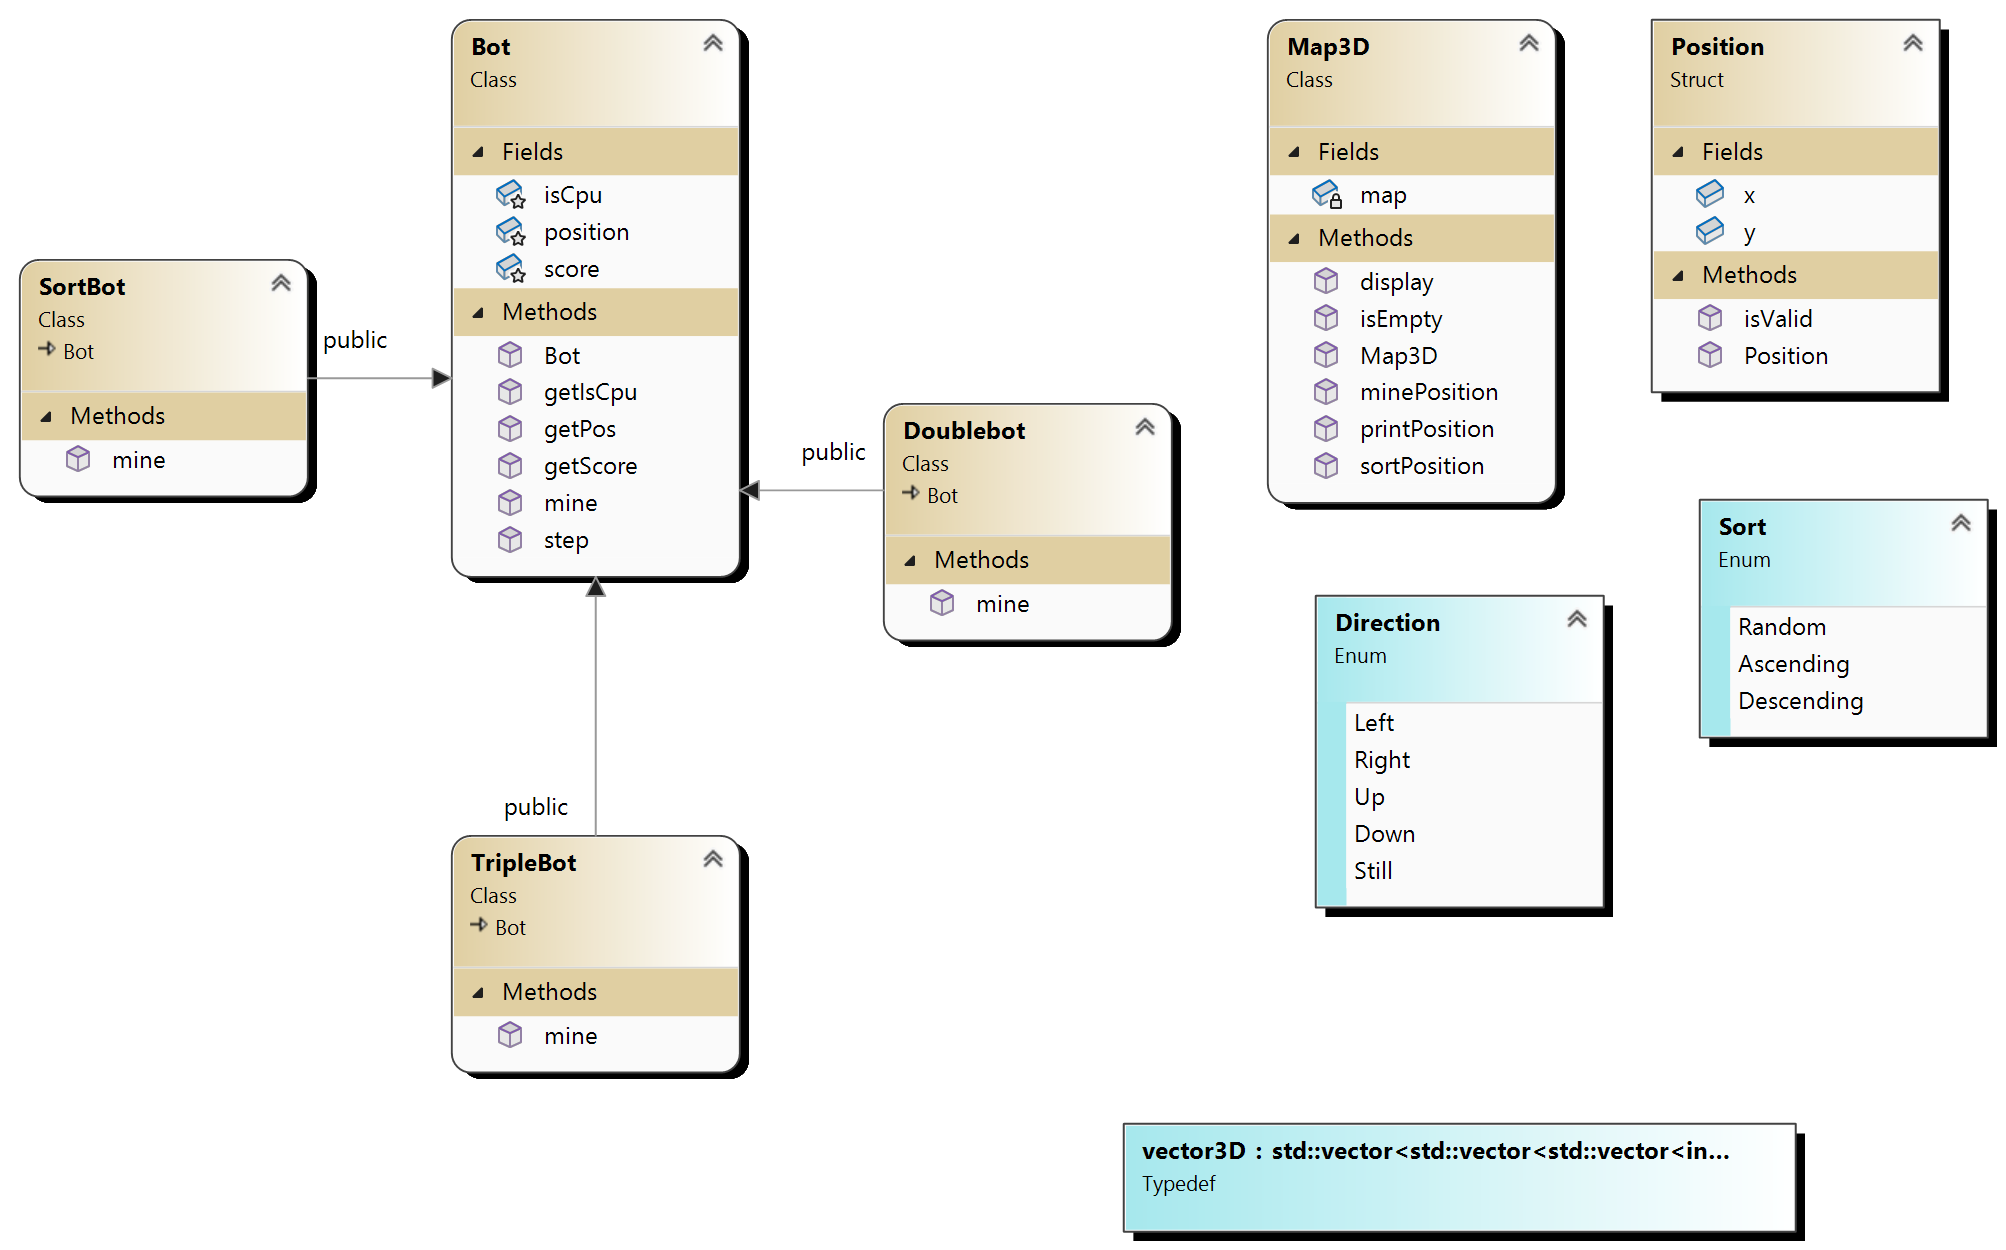 Bot
Class
Fields
isCpu
position
score
Methods
Bot
getIsCpu
getPos
getScore
mine
step
Map3D
Class
Fields
map
Methods
display
isEmpty
Map3D
minePosition
printPosition
sortPosition
Position
Struct
Fields
x
y
Methods
isValid
Position
SortBot
Class
Bot
Methods
mine
public
public
Doublebot
Class
Bot
Methods
mine
Sort
Enum
Random
Ascending
Descending
Direction
Enum
Left
Right
Up
Down
Still
public
TripleBot
Class
Bot
Methods
mine
vector3D : std::vector<std::vector<std::vector<in...
Typedef